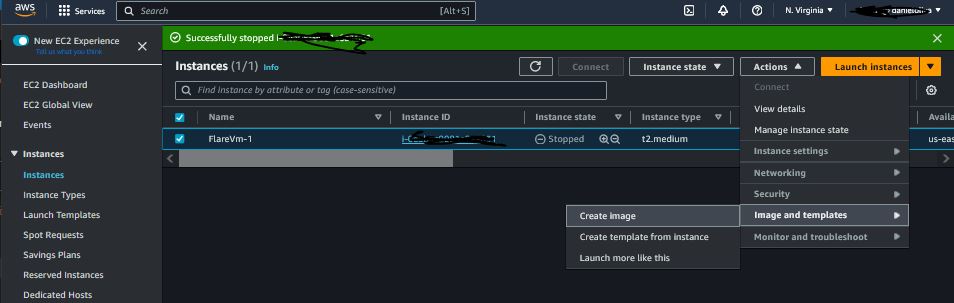 aws
Services
Search
[Alt+S]
N. Virginia
New EC2 Experience
Tell us what you think
EC2 Dashboard
EC2 Global View
Events
Instances
Instances
Instance Types
Launch Templates
Spot Requests
Savings Plans
Reserved Instances
Dedicated Hosts
Successfully stopped i-
Instances (1/1) Info
Connect
Instance state
Actions
Launch instances
Find Instance by attribute or tag (case-sensitive)
Name
Instance ID
Instance state
Instance type
Availa
FlareVm-1
Stopped
t2.medium
us-eas
Connect
View details
Manage instance state
Instance settings
Networking
Security
Image and templates
Monitor and troubleshoot
Create image
Create template from instance
Launch more like this